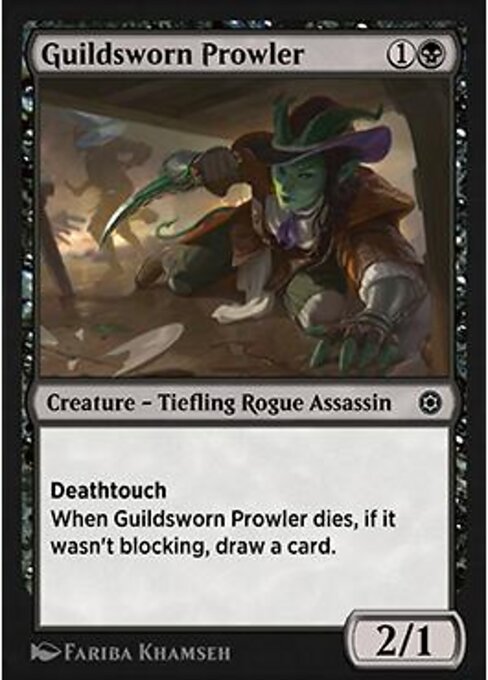 Guildsworn Prowler 1
Creature – Tiefling Rogue Assassin
Deathtouch
When Guildsworn Prowler dies, if it
wasn't blocking, draw a card.
2/1
Fariba Khamseh